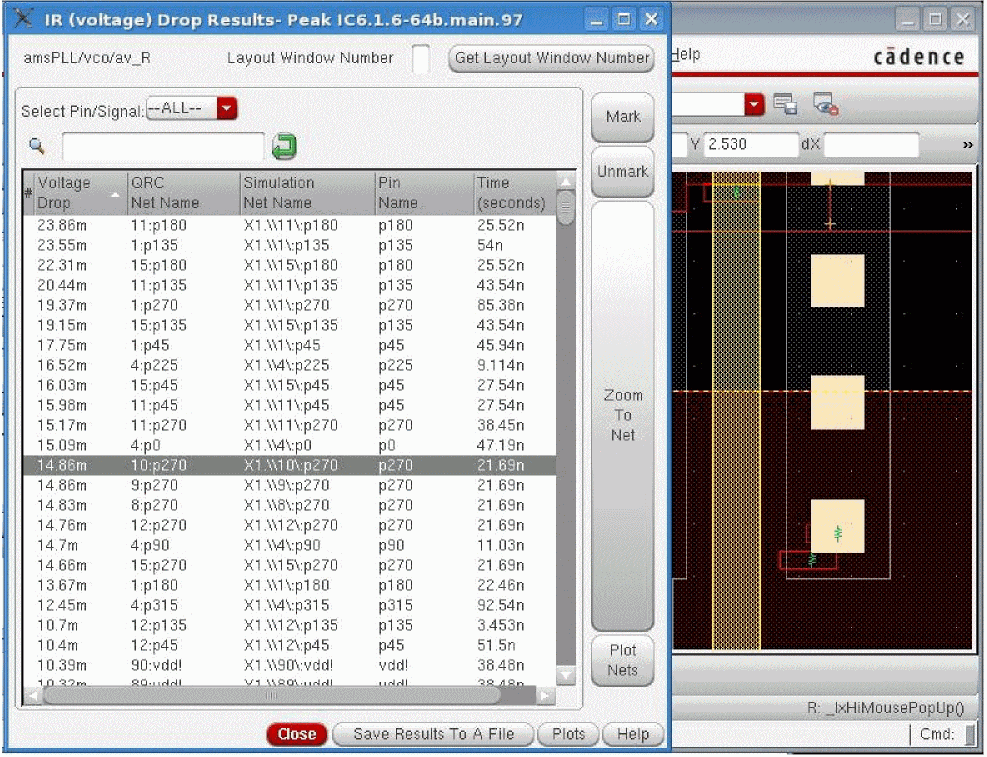 IR (voltage) Drop Results- Peak IC6.1.6-64b.main.97
amsPLL/vco/av_R Layout Window Number Get Layout Window Number
Select Pin/Signal: --ALL--
# Voltage Drop QRC Net Name Simulation Net Name Pin Name Time (seconds)
23.86m 11:p180 X1.\\11\:p180 p180 25.52n
23.55m 1:p135 X1.\\1\:p135 p135 54n
22.31m 15:p180 X1.\\15\:p180 p180 25.52n
20.44m 11:p135 X1.\\11\:p135 p135 43.54n
19.37m 1:p270 X1.\\1\:p270 p270 85.38n
19.15m 15:p135 X1.\\15\:p135 p135 43.54n
17.75m 1:p45 X1.\\1\:p45 p45 45.94n
16.52m 4:p225 X1.\\4\:p225 p225 9.114n
16.03m 15:p45 X1.\\15\:p45 p45 27.54n
15.98m 11:p45 X1.\\11\:p45 p45 27.54n
15.17m 11:p270 X1.\\11\:p270 p270 38.45n
15.09m 4:p0 X1.\\4\:p0 p0 47.19n
14.86m 10:p270 X1.\\10\:p270 p270 21.69n
14.86m 9:p270 X1.\\9\:p270 p270 21.69n
14.83m 8:p270 X1.\\8\:p270 p270 21.69n
14.76m 12:p270 X1.\\12\:p270 p270 21.69n
14.7m 4:p90 X1.\\4\:p90 p90 11.03n
14.66m 15:p270 X1.\\15\:p270 p270 21.69n
13.67m 1:p180 X1.\\1\:p180 p180 22.46n
12.45m 4:p315 X1.\\4\:p315 p315 92.54n
10.7m 12:p135 X1.\\12\:p135 p135 3.453n
10.4m 12:p45 X1.\\12\:p45 p45 51.5n
10.39m 90:vdd! X1.\\90\:vdd! vdd! 38.48n
10.32m 89:vdd! X1.\\89\:vdd! vdd! 38.48n
Mark
Unmark
Zoom
To
Net
Plot
Nets
Close Save Results To A File Plots Help
Help cādence
Y 2.530 dX »
R: _lxHiMousePopUp()
Cmd: